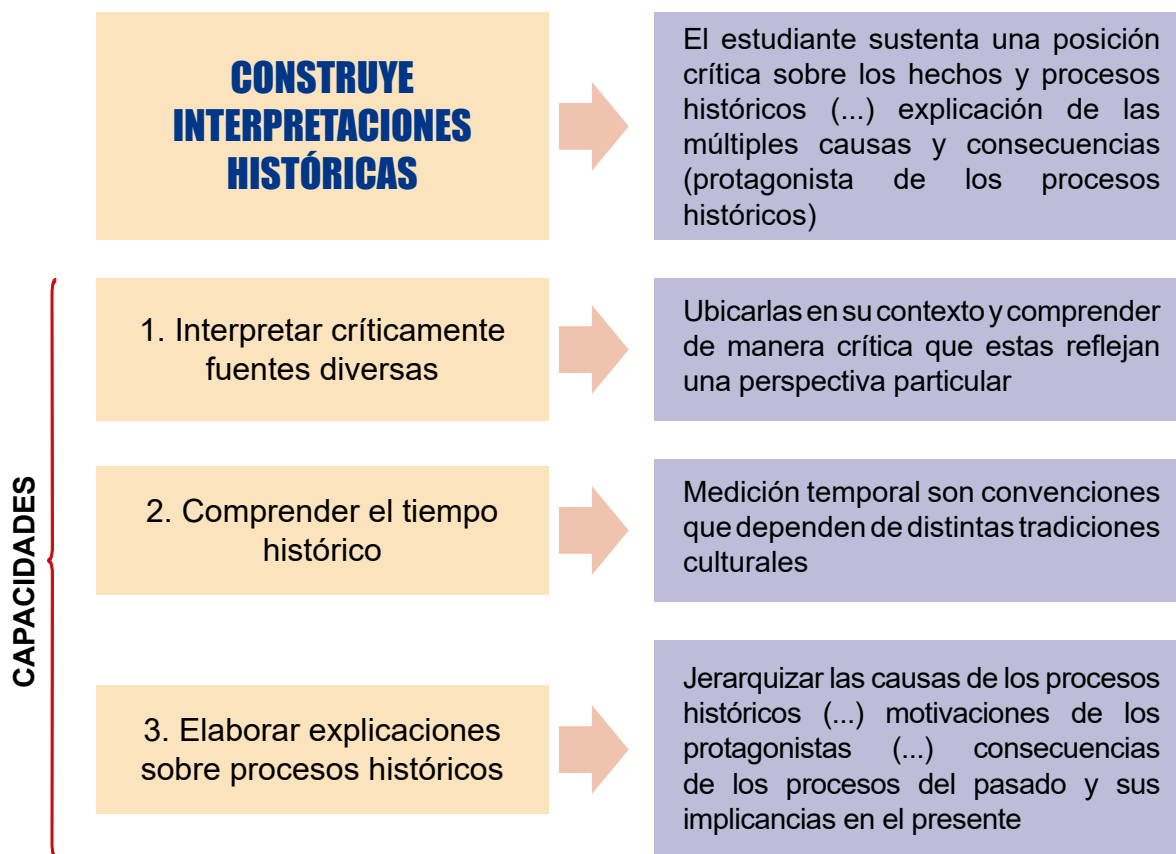 CONSTRUYE
INTERPRETACIONES
HISTÓRICAS
El estudiante sustenta una posición
crítica sobre los hechos y procesos
históricos (...) explicación de las
múltiples causas y consecuencias
(protagonista de los procesos
históricos)
CAPACIDADES
1. Interpretar críticamente
fuentes diversas
Ubicarlas en su contexto y comprender
de manera crítica que estas reflejan
una perspectiva particular
2. Comprender el tiempo
histórico
Medición temporal son convenciones
que dependen de distintas tradiciones
culturales
3. Elaborar explicaciones
sobre procesos históricos
Jerarquizar las causas de los procesos
históricos (...) motivaciones de los
protagonistas (...) consecuencias
de los procesos del pasado y sus
implicancias en el presente